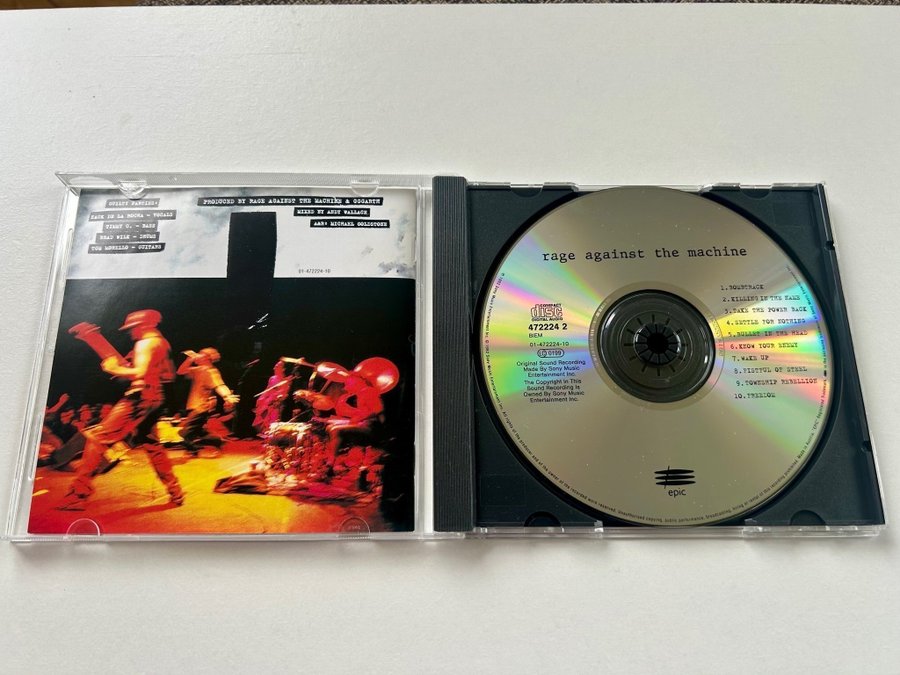 GUILTY PARTIES:
ZACK DE LA ROCHA - VOCALS
TIMMY C. - BASS
BRAD WILK - DRUMS
TOM MORELLO - GUITARS
PRODUCED BY RAGE AGAINST THE MACHINE & GGGARTH
MIXED BY ANDY WALLACE
A&R: MICHAEL GOLDSTONE
01-472224-10
rage against the machine
COMPACT
disc
DIGITAL AUDIO
472224 2
BIEM
01-472224-10
LC 0199
Original Sound Recording
Made By Sony Music
Entertainment Inc.
The Copyright In This
Sound Recording Is
Owned By Sony Music
Entertainment Inc.
1. BOMBTRACK
2. KILLING IN THE NAME
3. TAKE THE POWER BACK
4. SETTLE FOR NOTHING
5. BULLET IN THE HEAD
6. KNOW YOUR ENEMY
7. WAKE UP
8. FISTFUL OF STEEL
9. TOWNSHIP REBELLION
10. FREEDOM
epic